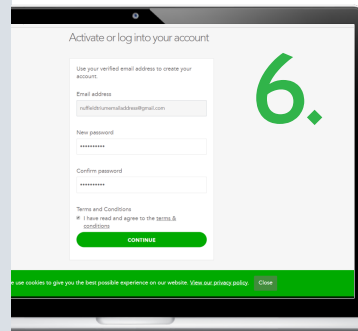 Activate or log into your account
6.
Use your verified email address to create your
account.
Email address
nuffieldtriumemailaddress@gmail.com
New password
••••••••••
Confirm password
••••••••••
Terms and Conditions
I have read and agree to the terms &
conditions
CONTINUE
e use cookies to give you the best possible experience on our website. View our privacy policy. Close